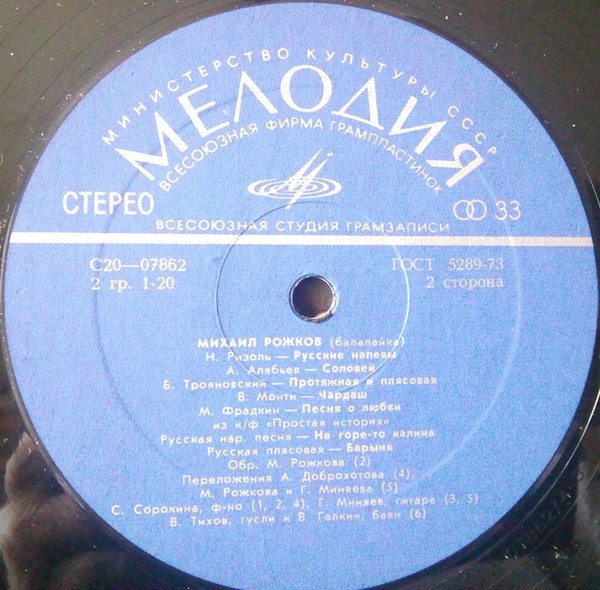 МИНИСТЕРСТВО КУЛЬТУРЫ СССР
МЕЛОДИЯ
ВСЕСОЮЗНАЯ ФИРМА ГРАМПЛАСТИНОК
СТЕРЕО
33
ВСЕСОЮЗНАЯ СТУДИЯ ГРАМЗАПИСИ
С20—07862
ГОСТ 5289-73
2 гр. 1-20
2 сторона
МИХАИЛ РОЖКОВ (балалайка)
Н. Ризоль — Русские напевы
А. Алябьев — Соловей
Б. Трояновский — Протяжная и плясовая
В. Монти — Чардаш
М. Фрадкин — Песня о любви
из к/ф «Простая история»
Русская нар. песня — На горе-то калина
Русская плясовая — Барыня
Обр. М. Рожкова (2)
Переложения А. Доброхотова (4),
М. Рожкова и Г. Миняева (5)
С. Сорокина, ф-но (1, 2, 4), Г. Миняев, гитара (3, 5)
В. Тихов, гусли и В. Галкин, баян (6)